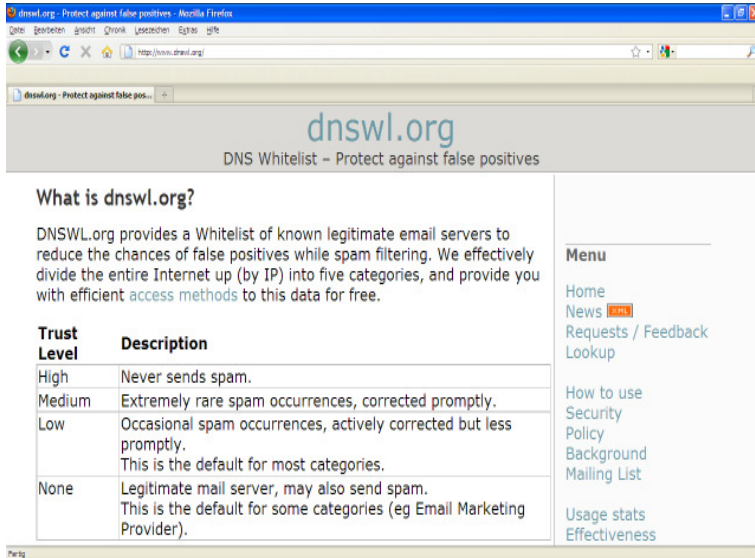 dnswl.org - Protect against false positives - Mozilla Firefox
Datei Bearbeiten Ansicht Chronik Lesezeichen Extras Hilfe
http://www.dnswl.org/
dnswl.org - Protect against false pos...
dnswl.org
DNS Whitelist – Protect against false positives
What is dnswl.org?
DNSWL.org provides a Whitelist of known legitimate email servers to
reduce the chances of false positives while spam filtering. We effectively
divide the entire Internet up (by IP) into five categories, and provide you
with efficient access methods to this data for free.
Trust
Level
Description
High Never sends spam.
Medium Extremely rare spam occurrences, corrected promptly.
Low Occasional spam occurrences, actively corrected but less
promptly.
This is the default for most categories.
None Legitimate mail server, may also send spam.
This is the default for some categories (eg Email Marketing
Provider).
Menu
Home
News XML
Requests / Feedback
Lookup
How to use
Security
Policy
Background
Mailing List
Usage stats
Effectiveness
Fertig